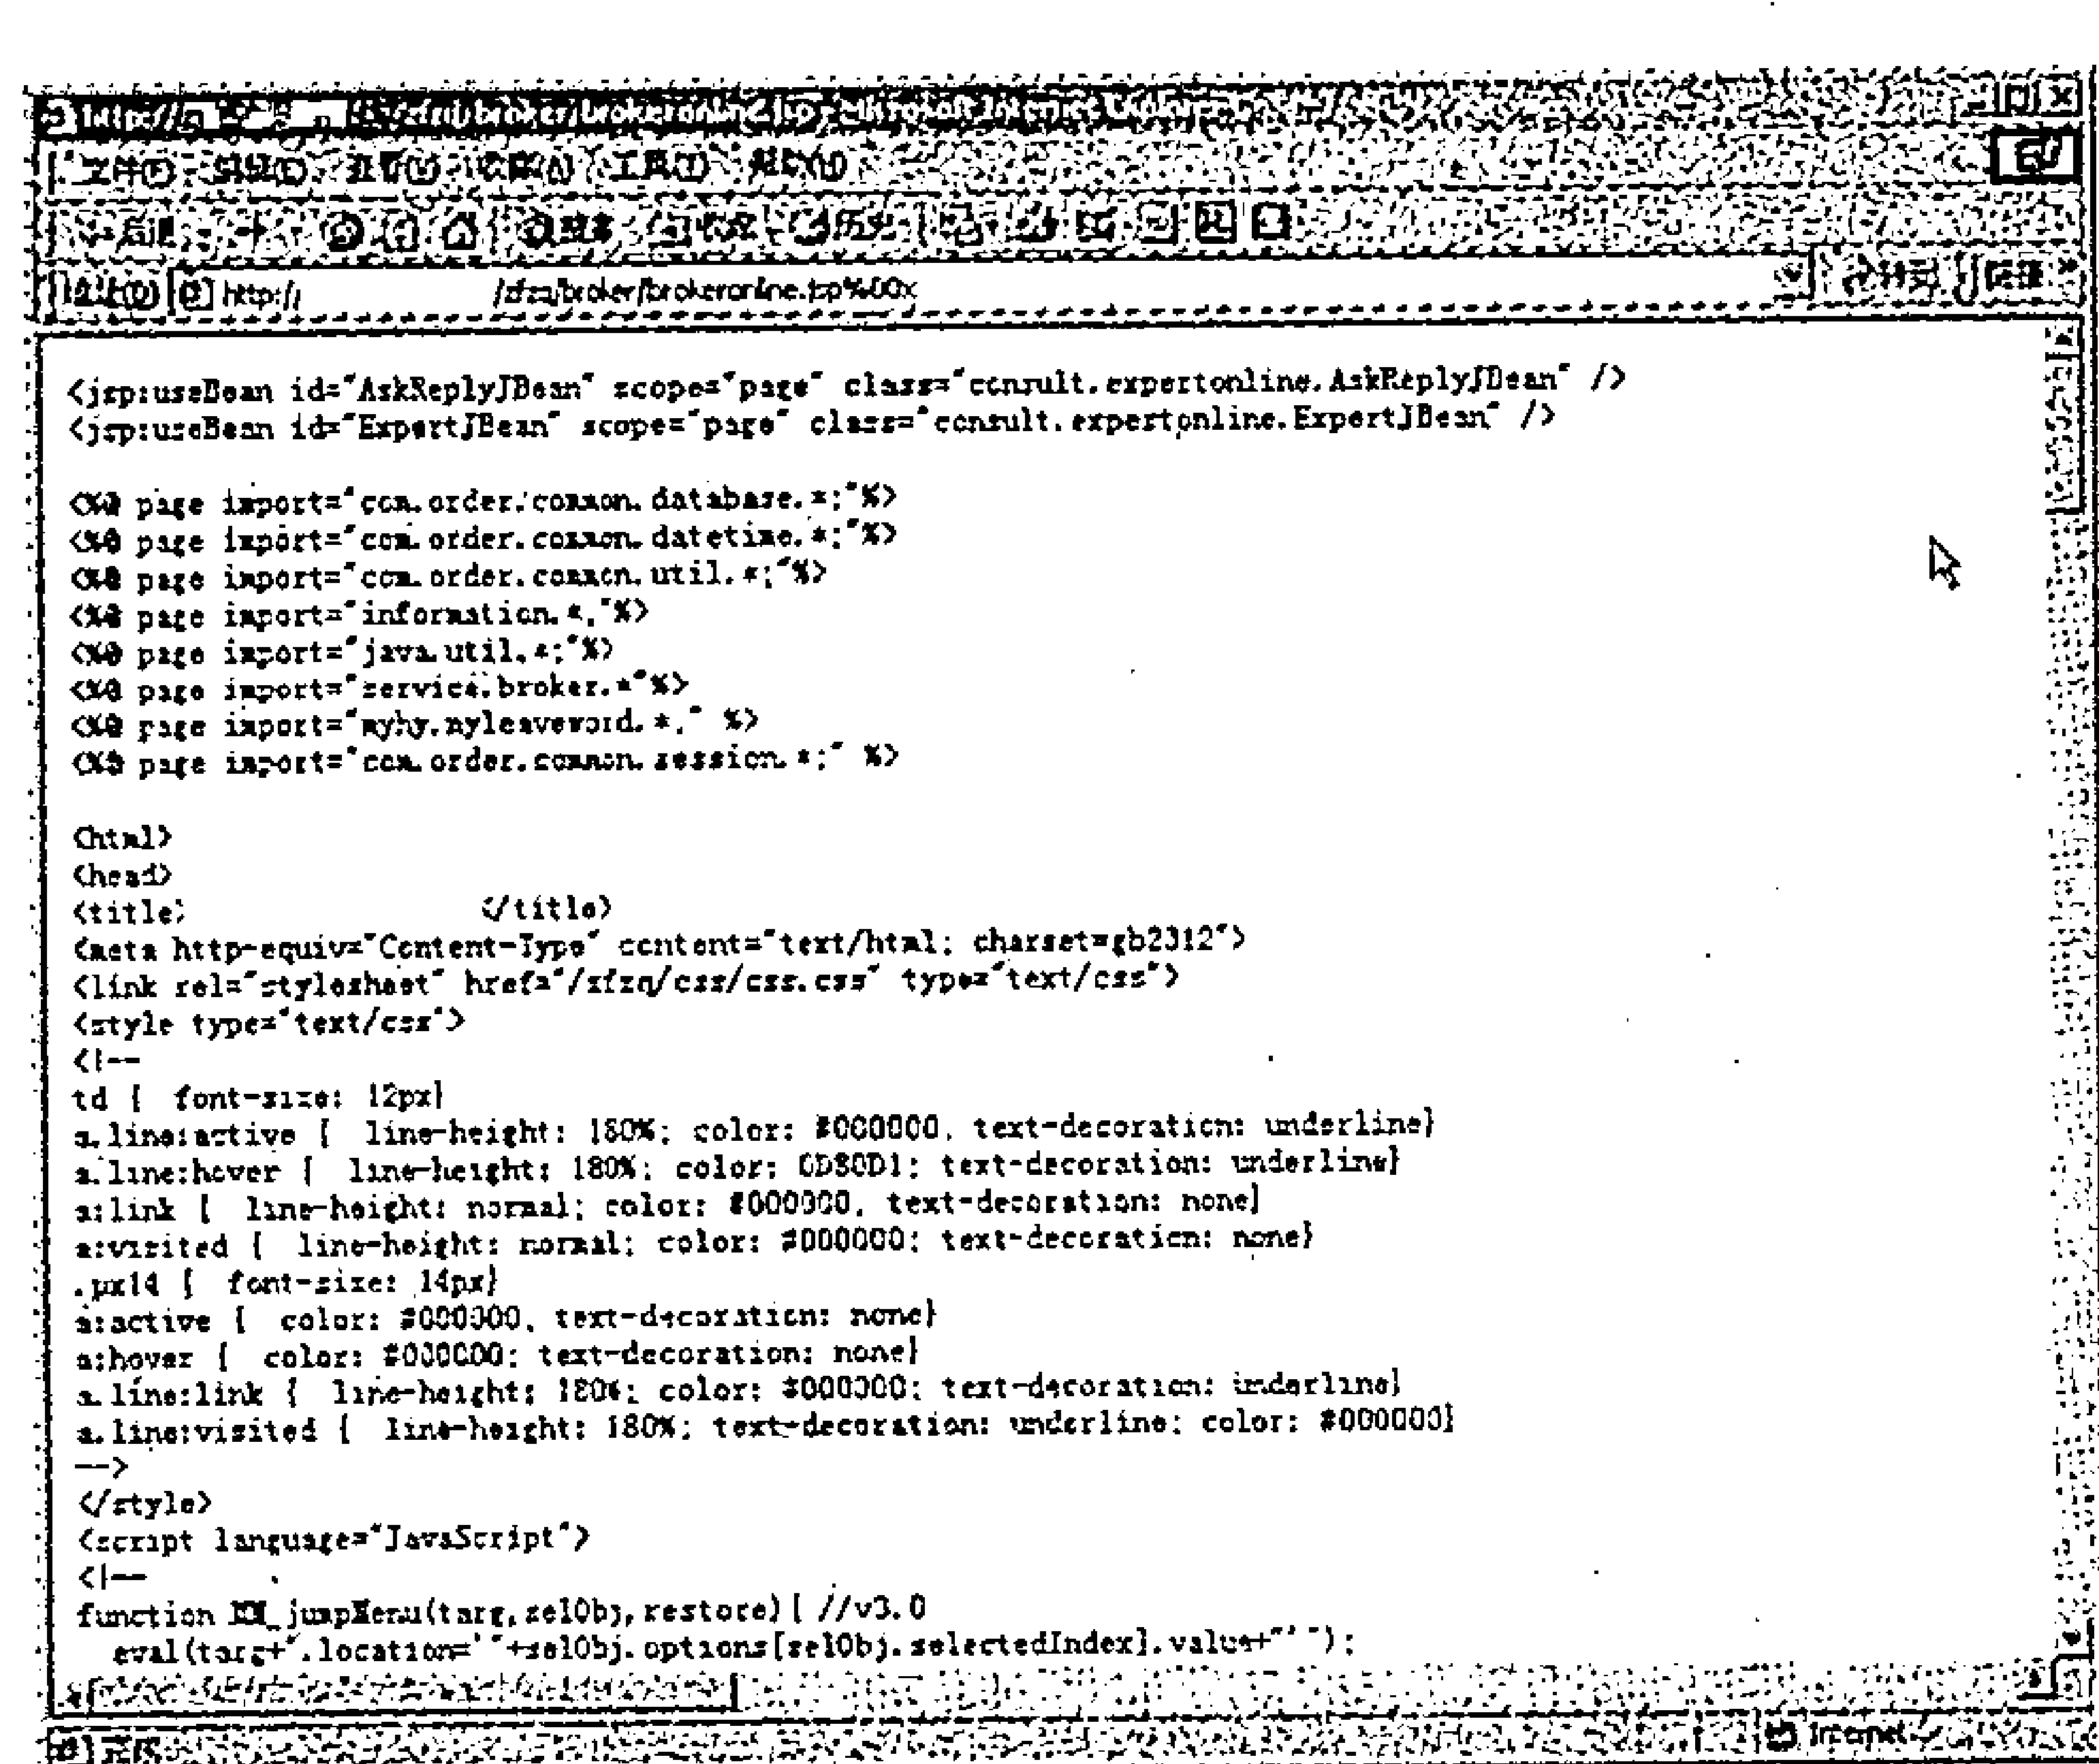 http:// /zfzq/broker/brokeronline.jsp%00x
<jsp:useBean id="AskReplyJBean" scope="page" class="consult.expertonline.AskReplyJBean" />
<jsp:useBean id="ExpertJBean" scope="page" class="consult.expertonline.ExpertJBean" />
<%@ page import="com.order.common.database.*;"%>
<%@ page import="com.order.common.datetime.*;"%>
<%@ page import="com.order.common.util.*;"%>
<%@ page import="information.*;"%>
<%@ page import="java.util.*;"%>
<%@ page import="service.broker.*"%>
<%@ page import="myhy.myleaveword.*;" %>
<%@ page import="com.order.common.session.*;" %>
<html>
<head>
<title> </title>
<meta http-equiv="Content-Type" content="text/html; charset=gb2312">
<link rel="stylesheet" href="/zfzq/css/css.css" type="text/css">
<style type="text/css">
<!--
td { font-size: 12px}
a.line:active { line-height: 180%; color: #000000; text-decoration: underline}
a.line:hover { line-height: 180%; color: 0D80D1; text-decoration: underline}
a:link { line-height: normal; color: #000000; text-decoration: none}
a:visited { line-height: normal; color: #000000; text-decoration: none}
.px14 { font-size: 14px}
a:active { color: #000000; text-decoration: none}
a:hover { color: #000000; text-decoration: none}
a.line:link { line-height: 180%; color: #000000; text-decoration: underline}
a.line:visited { line-height: 180%; text-decoration: underline; color: #000000}
-->
</style>
<script language="JavaScript">
<!--
function MM_jumpMenu(targ,selObj,restore){ //v3.0
eval(targ+".location='"+selObj.options[selObj.selectedIndex].value+"'");